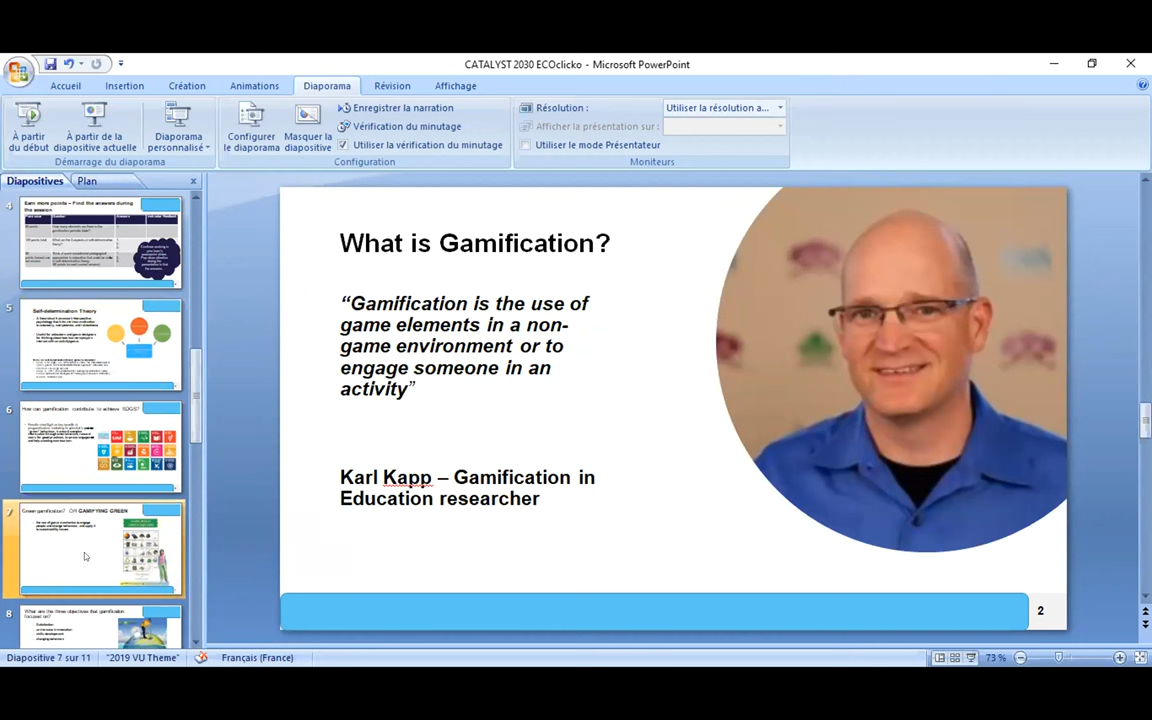 CATALYST 2030 ECOclicko - Microsoft PowerPoint
Accueil Insertion Création Animations Diaporama Révision Affichage
À partir du début
À partir de la diapositive actuelle
Diaporama personnalisé
Démarrage du diaporama
Configurer le diaporama
Masquer la diapositive
Enregistrer la narration
Vérification du minutage
Utiliser la vérification du minutage
Configuration
Résolution : Utiliser la résolution a...
Afficher la présentation sur :
Utiliser le mode Présentateur
Moniteurs
Diapositives Plan
4
Earn more points – Find the answers during
the session
5
Self-determination Theory
6
How can gamification contribute to achieve SDGS?
7
Green gamification? OR GAMIFYING GREEN
8
What are the three objectives that gamification
focused on?
What is Gamification?
“Gamification is the use of
game elements in a non-
game environment or to
engage someone in an
activity”
Karl Kapp – Gamification in
Education researcher
2
Diapositive 7 sur 11 "2019 VU Theme" Français (France) 73 %